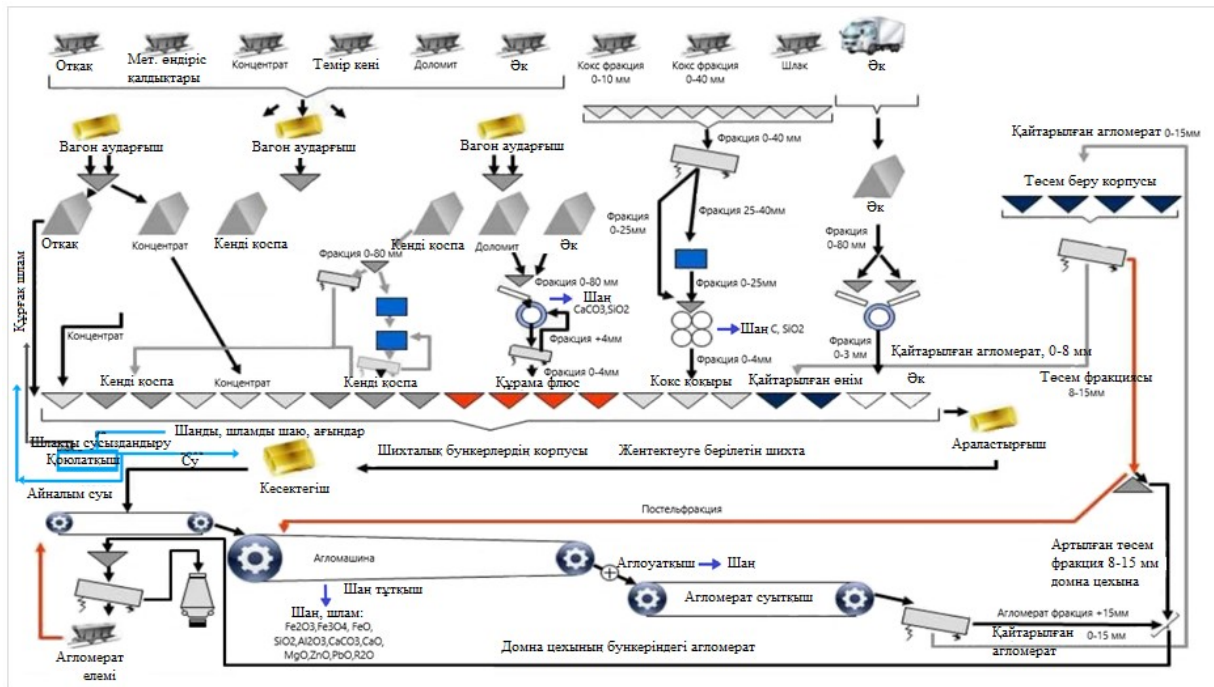 Откақ
Мет. өндіріс
қалдықтары
Концентрат
Темір кені
Доломит
Әк
Кокс фракция
0-10 мм
Кокс фракция
0-40 мм
Шлак
Әк
Вагон аударғыш
Вагон аударғыш
Вагон аударғыш
Фракция 0-40 мм
Қайтарылған агломерат 0-15мм
Төсем беру корпусы
Откақ
Концентрат
Кенді коспа
Кенді коспа
Доломит
Әк
Фракция
0-25мм
Фракция 25-40мм
Әк
Фракция
0-80 мм
Фракция 0-80 мм
Фракция 0-80 мм
Шаң
CaCO3,SiO2
Фракция 0-25мм
Құрғақ шлам
Концентрат
Фракция +4мм
Шаң C, SiO2
Фракция
0-3 мм
Фракция 0-4мм
Фракция 0-4мм
Қайтарылған агломерат, 0-8 мм
Кенді коспа
Концентрат
Кенді коспа
Құрама флюс
Кокс қоқыры
Қайтарылған өнім
Әк
Төсем фракциясы
8-15мм
Шанды, шламды шаю, ағындар
Шлакты сусыздандыру
Қоюлатқыш
Су
Шихталық бункерлердің корпусы
Жентектеуге берілетін шихта
Араластырғыш
Кесектегіш
Айналым суы
Постельфракция
Агломашина
Аглоуатқыш
Шаң
Артылған төсем
фракция 8-15 мм
домна цехына
Шаң тұтқыш
Шаң, шлам:
Fe2O3,Fe3O4, FeO,
SiO2,Al2O3,CaCO3,CaO,
MgO,ZnO,PbO,R2O
Агломерат суытқыш
Агломерат фракция +15мм
Қайтарылған
агломерат
0-15 мм
Домна цехының бункеріндегі агломерат
Агломерат
елемі